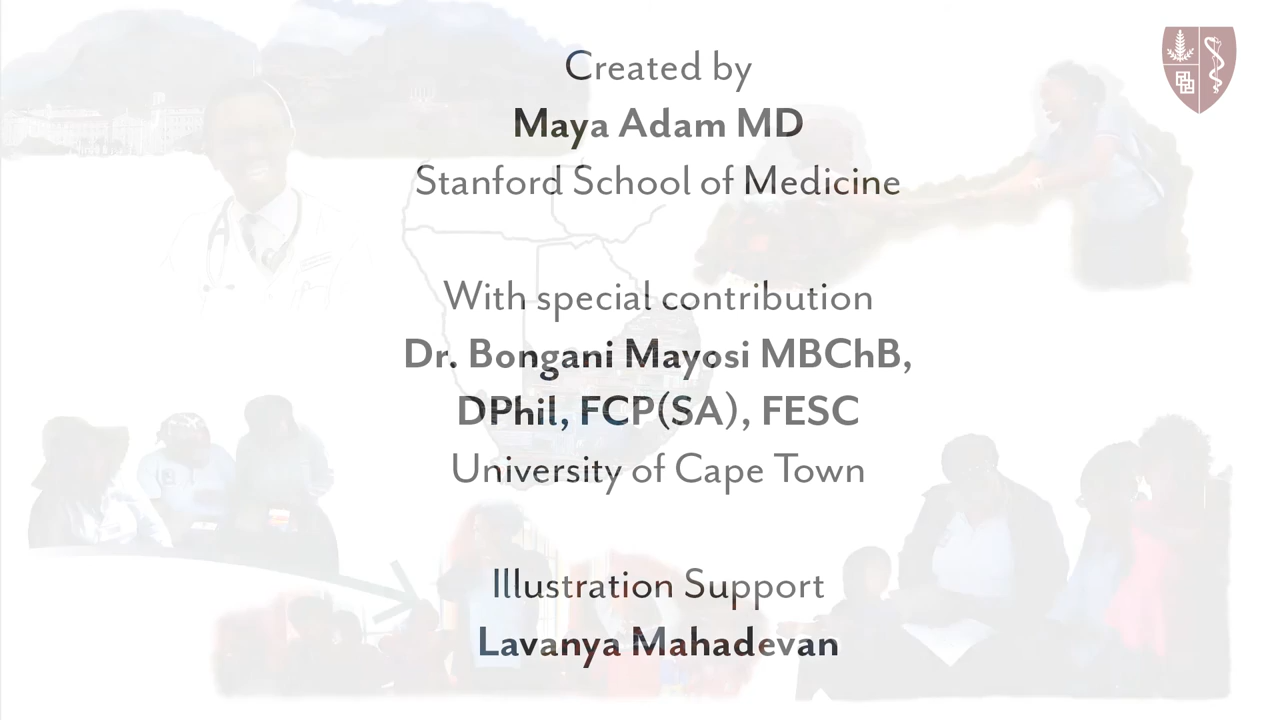 Created by
Maya Adam MD
Stanford School of Medicine
With special contribution
Dr. Bongani Mayosi MBChB,
DPhil, FCP(SA), FESC
University of Cape Town
Illustration Support
Lavanya Mahadevan